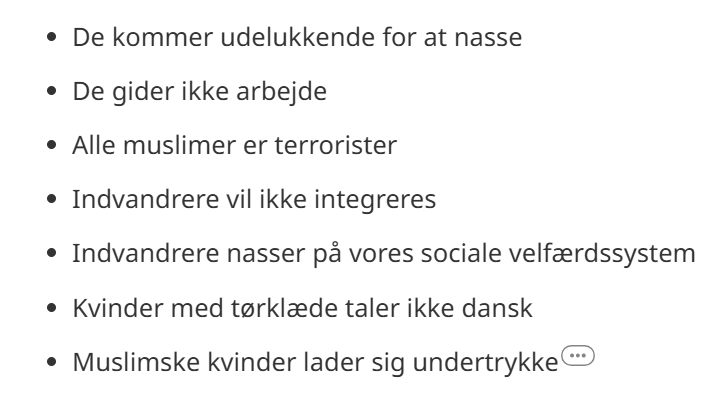 De kommer udelukkende for at nasse
De gider ikke arbejde
Alle muslimer er terrorister
Indvandrere vil ikke integreres
Indvandrere nasser på vores sociale velfærdssystem
Kvinder med tørklæde taler ikke dansk
Muslimske kvinder lader sig undertrykke